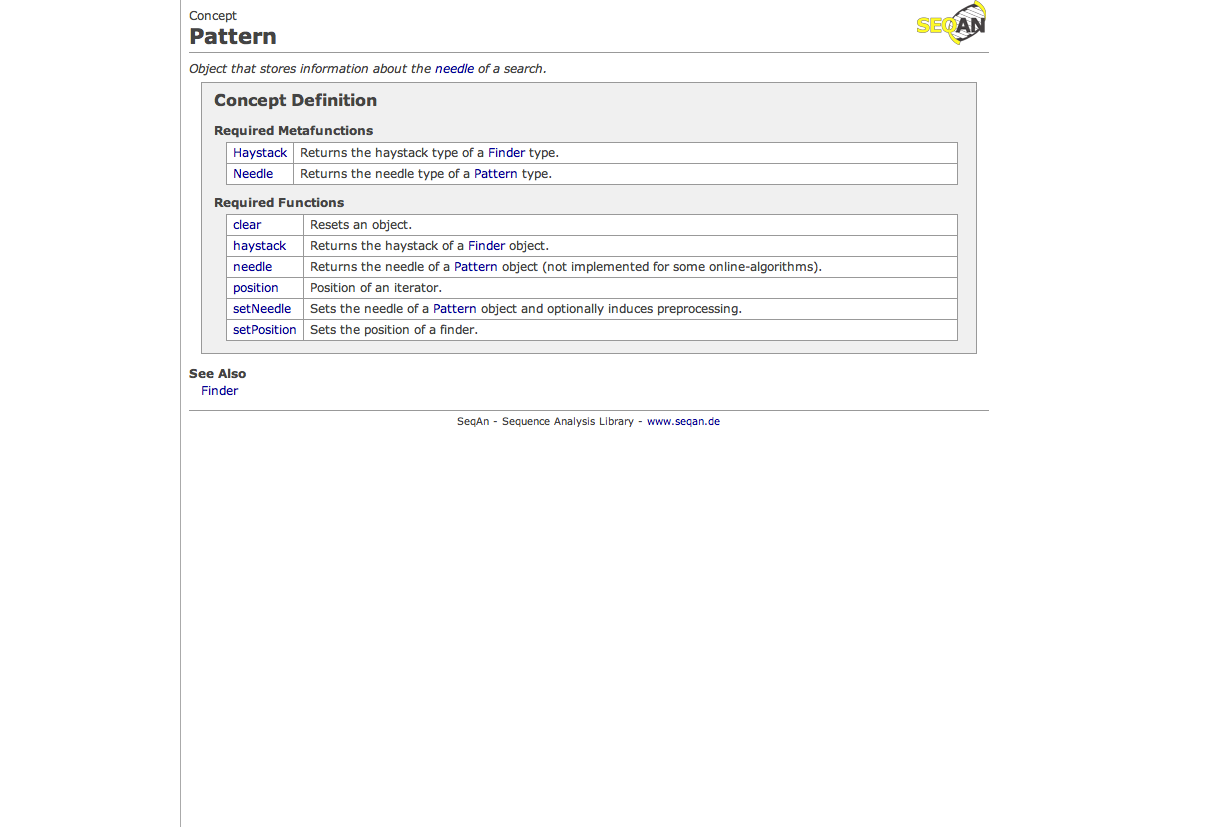 Concept
SEQAN
Pattern
Object that stores information about the needle of a search.
Concept Definition
Required Metafunctions
Haystack Returns the haystack type of a Finder type.
Needle Returns the needle type of a Pattern type.
Required Functions
clear Resets an object.
haystack Returns the haystack of a Finder object.
needle Returns the needle of a Pattern object (not implemented for some online-algorithms).
position Position of an iterator.
setNeedle Sets the needle of a Pattern object and optionally induces preprocessing.
setPosition Sets the position of a finder.
See Also
Finder
SeqAn - Sequence Analysis Library - www.seqan.de